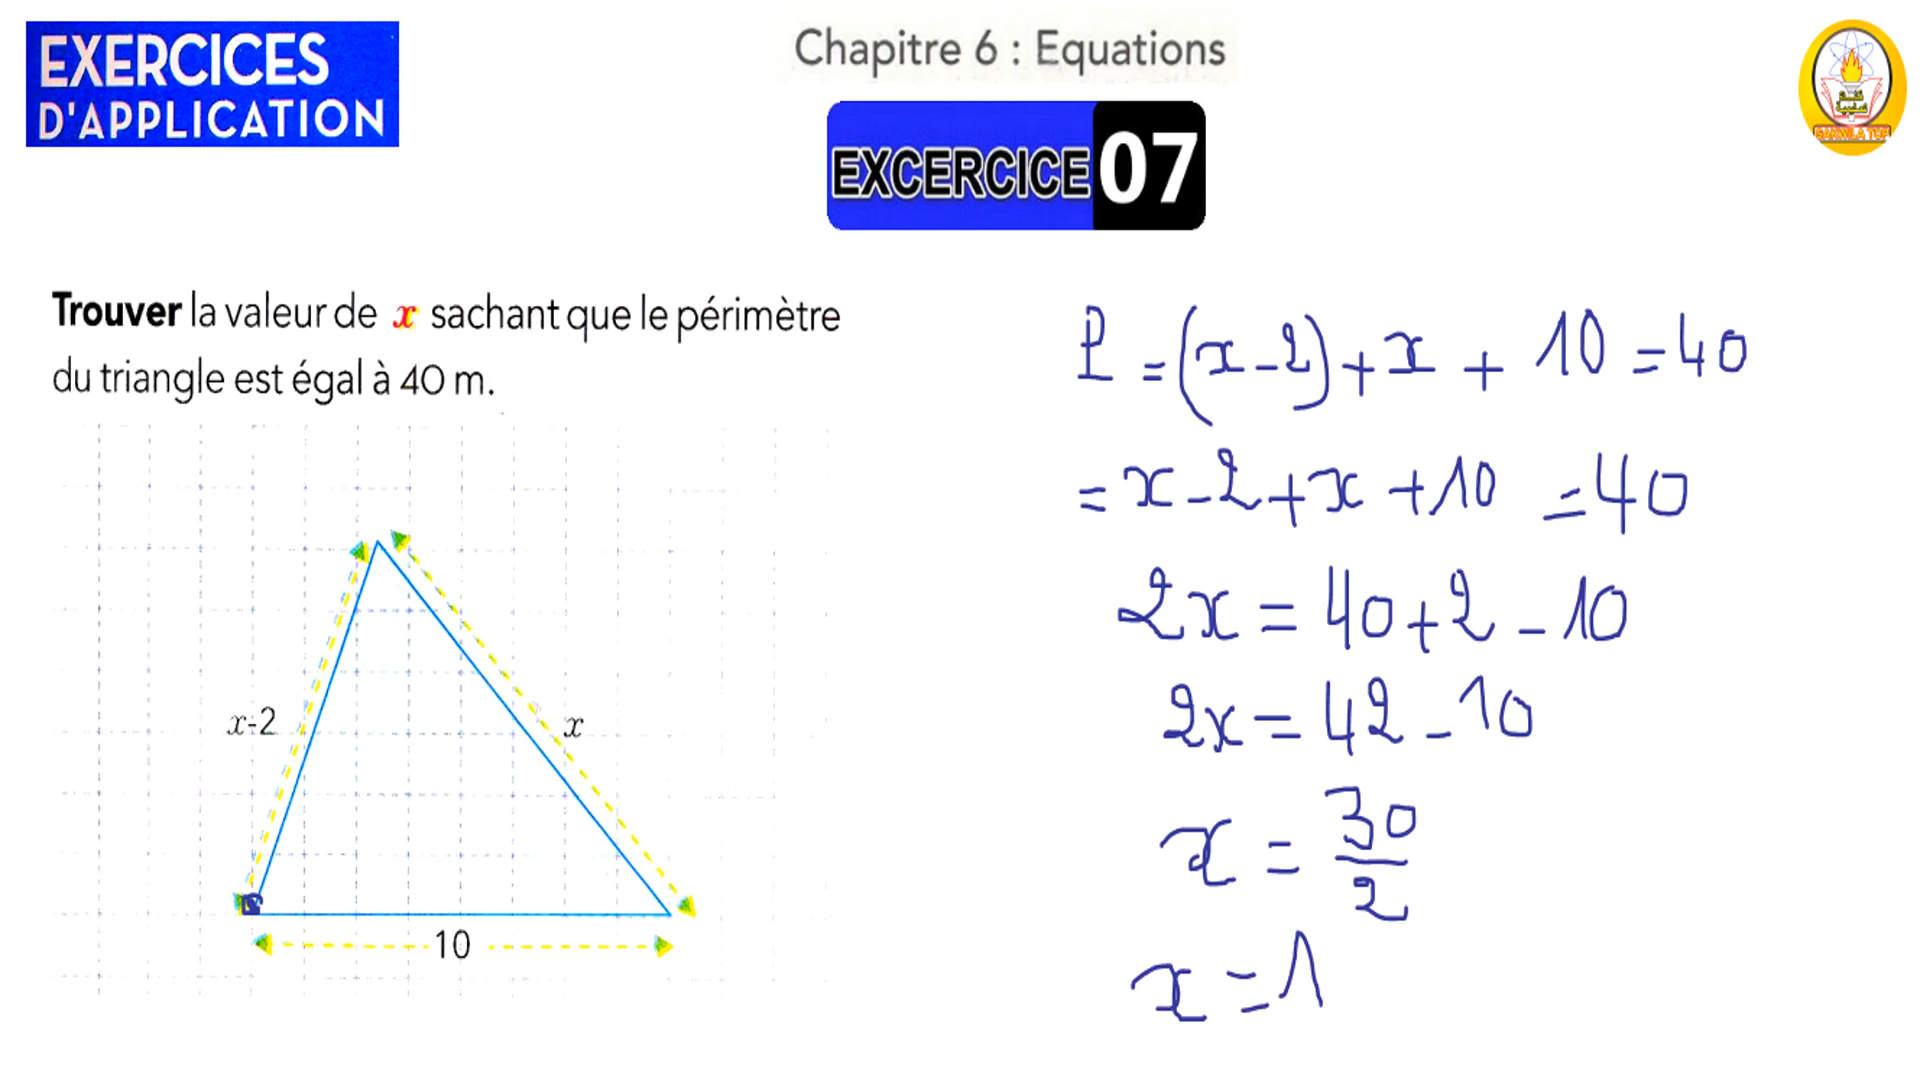 EXERCICES
D'APPLICATION
Chapitre 6 : Equations
EXCERCICE 07
Trouver la valeur de x sachant que le périmètre
du triangle est égal à 40 m.
x-2
x
10
P = (x - 2) + x + 10 = 40
= x - 2 + x + 10 = 40
2x = 40 + 2 - 10
2x = 42 - 10
x = 30/2
x = 1